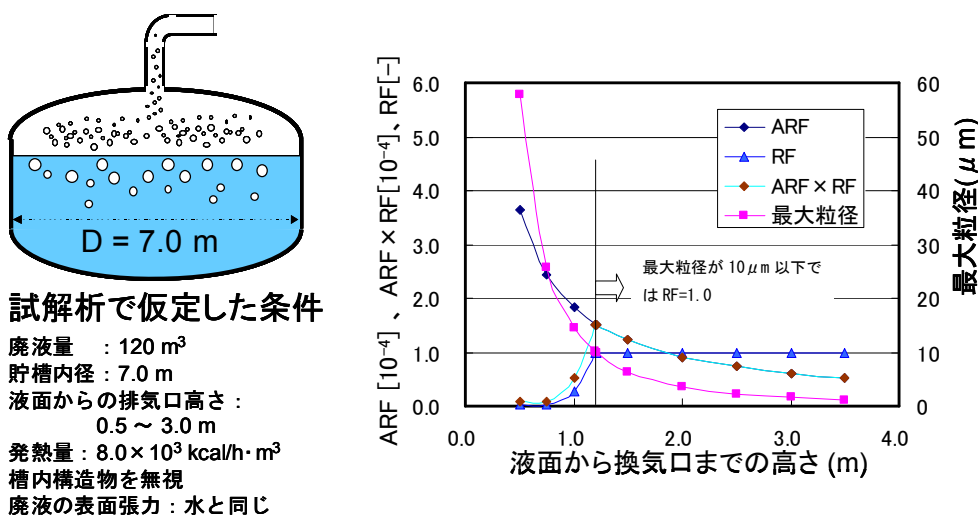 D = 7.0 m
試解析で仮定した条件
廃液量 ：120 m³
貯槽内径：7.0 m
液面からの排気口高さ：
0.5 ～ 3.0 m
発熱量：8.0×10³ kcal/h･m³
槽内構造物を無視
廃液の表面張力：水と同じ
ARF [10⁻⁴]、ARF×RF[10⁻⁴]、RF[-]
6.0
5.0
4.0
3.0
2.0
1.0
0.0
ARF
RF
ARF×RF
最大粒径
最大粒径が 10μm 以下で
は RF=1.0
60
50
40
30
20
10
0
最大粒径(μm)
0.0 1.0 2.0 3.0 4.0
液面から換気口までの高さ (m)